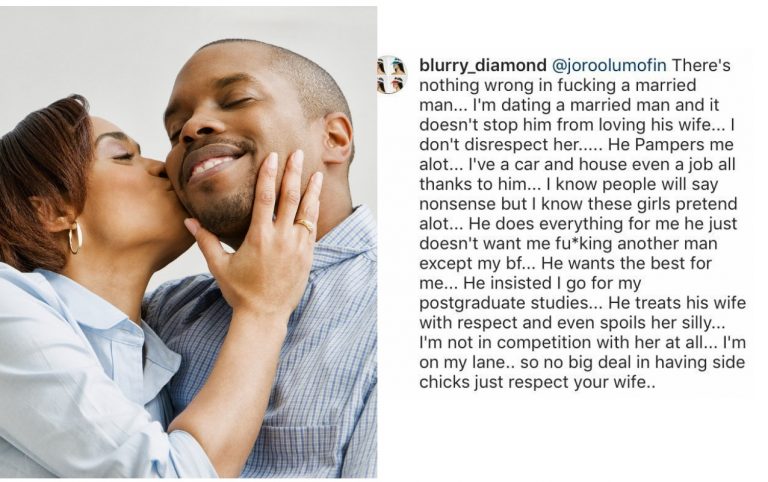 blurry_diamond @joroolumofin There's
nothing wrong in fucking a married
man... I'm dating a married man and it
doesn't stop him from loving his wife... I
don't disrespect her..... He Pampers me
alot... I've a car and house even a job all
thanks to him... I know people will say
nonsense but I know these girls pretend
alot... He does everything for me he just
doesn't want me fu*king another man
except my bf... He wants the best for
me... He insisted I go for my
postgraduate studies... He treats his wife
with respect and even spoils her silly...
I'm not in competition with her at all... I'm
on my lane.. so no big deal in having side
chicks just respect your wife..